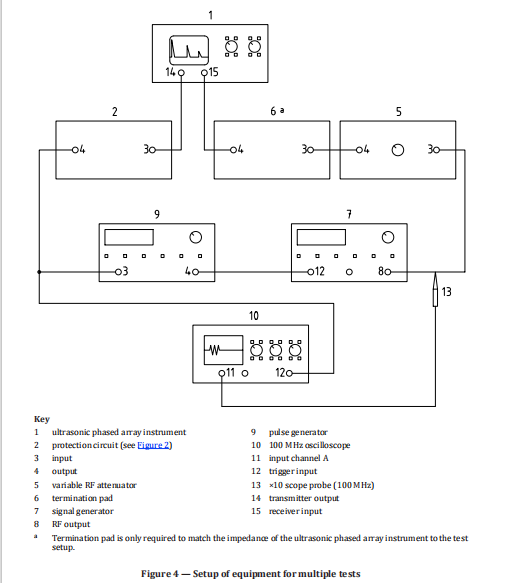 1
14 15
2 6 a 5
4 3 4 3 4 3
9 7
3 4 12 8
13
10
11 12
Key
1 ultrasonic phased array instrument 9 pulse generator
2 protection circuit (see Figure 2) 10 100 MHz oscilloscope
3 input 11 input channel A
4 output 12 trigger input
5 variable RF attenuator 13 ×10 scope probe (100 MHz)
6 termination pad 14 transmitter output
7 signal generator 15 receiver input
8 RF output
a Termination pad is only required to match the impedance of the ultrasonic phased array instrument to the test
setup.
Figure 4 — Setup of equipment for multiple tests